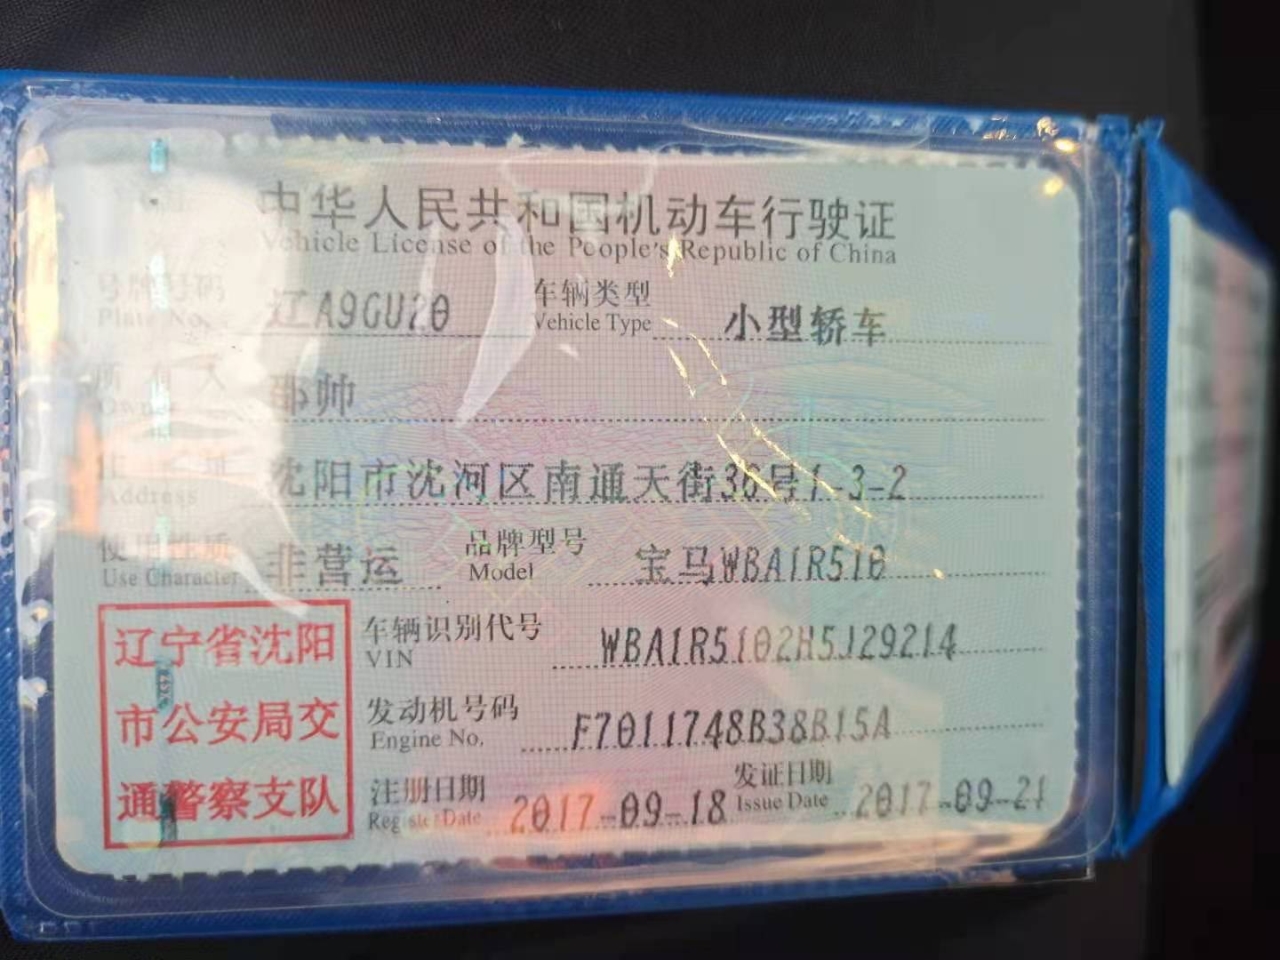 中华人民共和国机动车行驶证
Vehicle License of the People's Republic of China
号牌号码 辽A9GU20 车辆类型 小型轿车
Plate No. Vehicle Type
所有人 邵帅
Owner
住址 沈阳市沈河区南通天街36号1-3-2
Address
使用性质 非营运 品牌型号 宝马WBA1R510
Use Character Model
辽宁省沈阳
市公安局交
通警察支队
车辆识别代号 WBA1R5102H5J29214
VIN
发动机号码 F7011748B38B15A
Engine No.
注册日期 2017-09-18 发证日期 2017-09-21
Register Date Issue Date